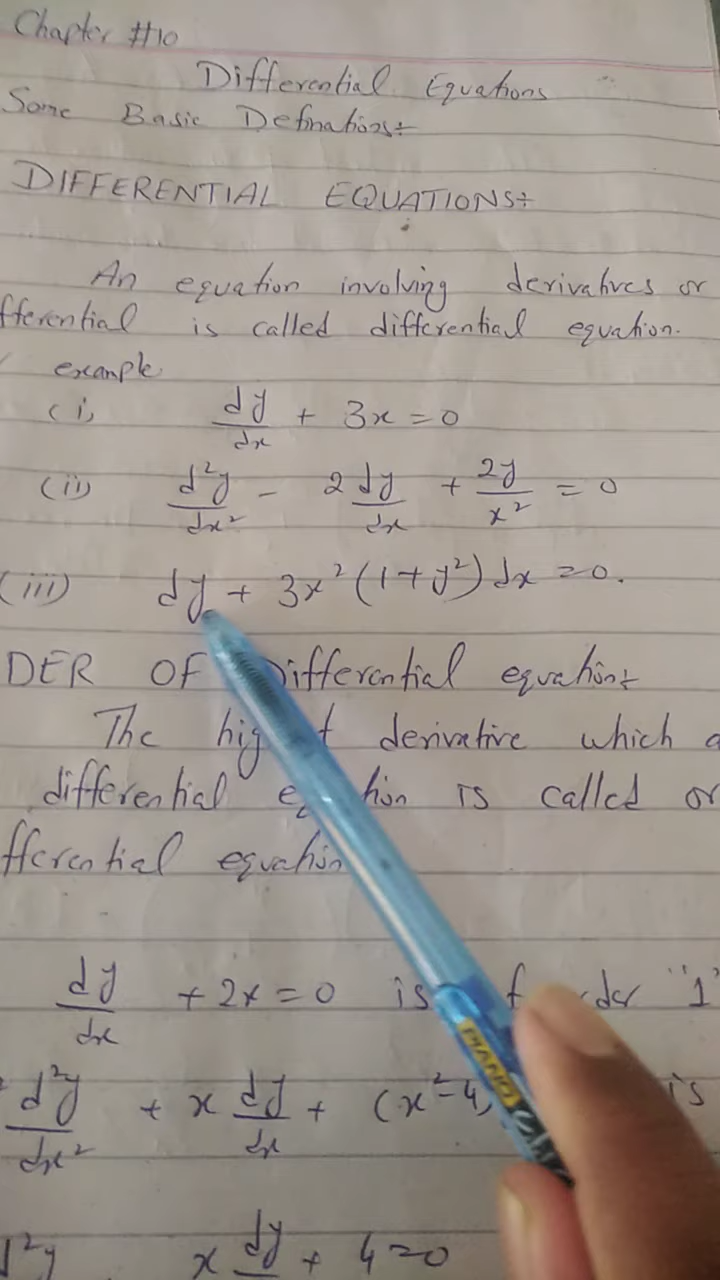 Chapter #10
Differential Equations
Some Basic Definations:
DIFFERENTIAL EQUATIONS:
An equation involving derivatives or
fferential is called differential equation.
example
(i) dy/dx + 3x = 0
(ii) d²y/dx² - 2 dy/dx + 2y/x² = 0
(iii) dy + 3x² (1+y²) dx = 0.
DER OF Differential equation:
The derivative which
differential is called or
fferential equation
dy/dx + 2x = 0 is "1"
d²y/dx² + x dy/dx + (x²-4) is
x dy + 4 = 0
PIANO